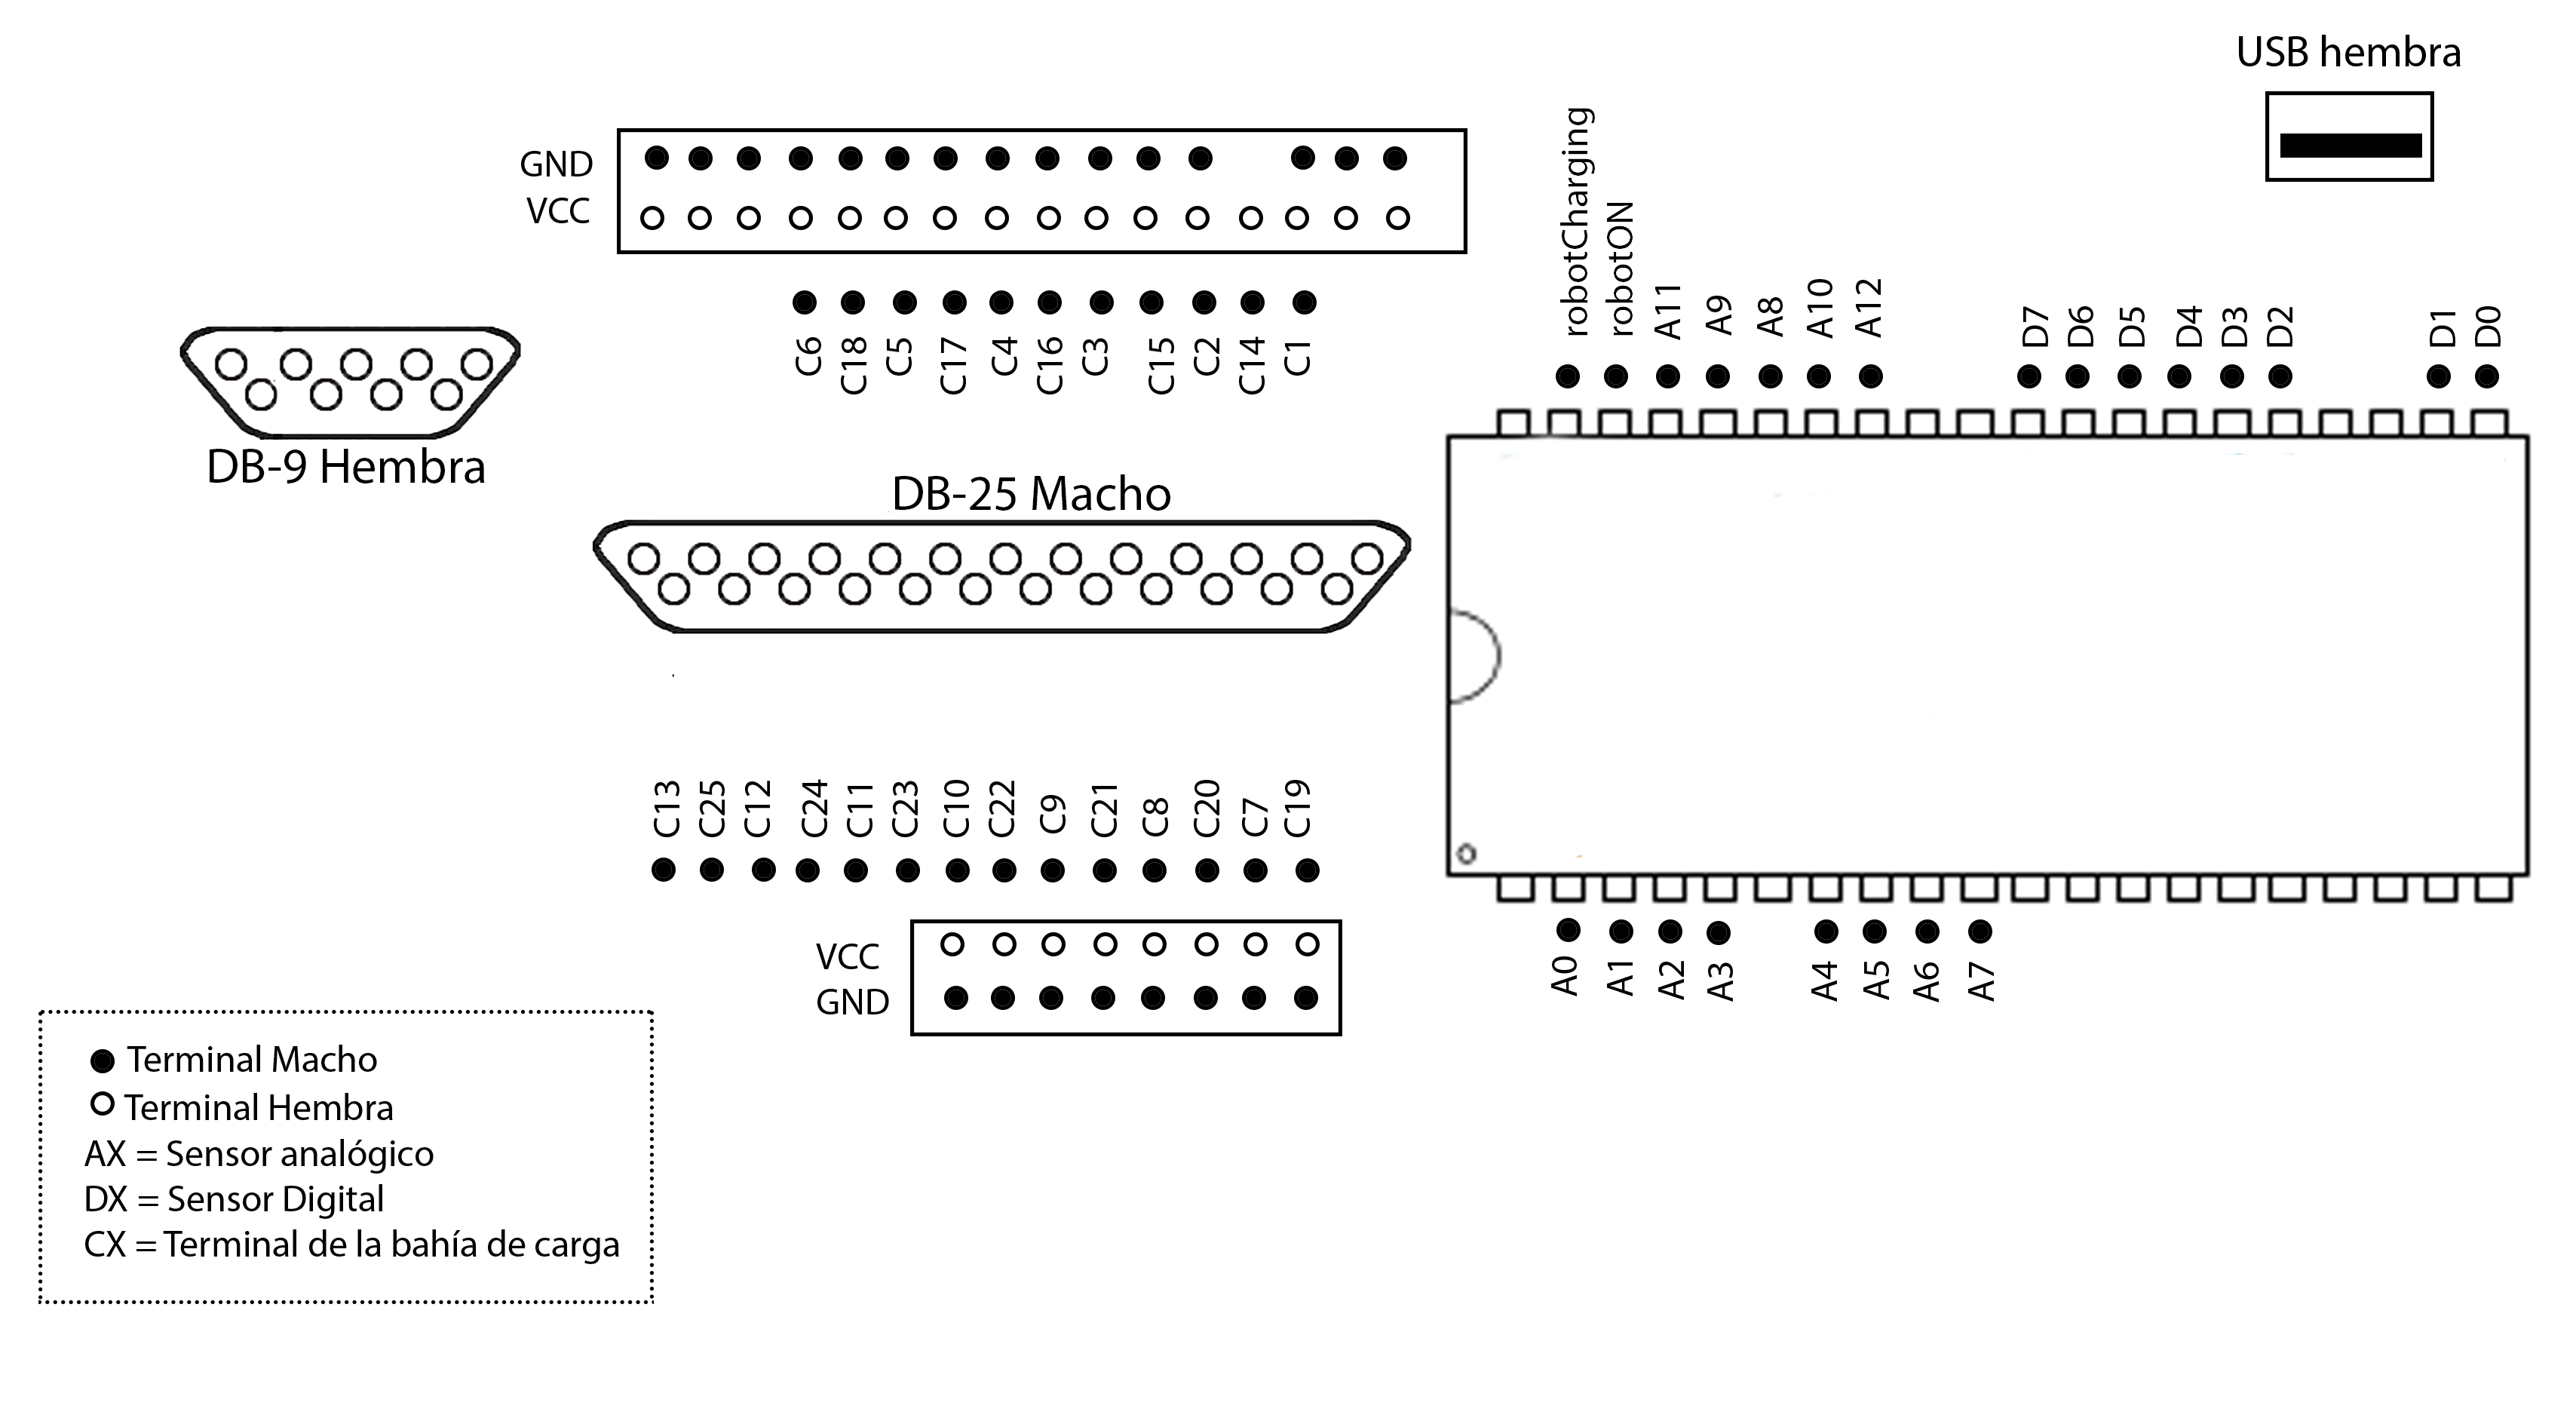 USB hembra
GND
VCC
robotCharging
robotON
A11
A9
A8
A10
A12
D7
D6
D5
D4
D3
D2
D1
D0
C6
C18
C5
C17
C4
C16
C3
C15
C2
C14
C1
DB-9 Hembra
DB-25 Macho
C13
C25
C12
C24
C11
C23
C10
C22
C9
C21
C8
C20
C7
C19
VCC
GND
A0
A1
A2
A3
A4
A5
A6
A7
Terminal Macho
Terminal Hembra
AX = Sensor analógico
DX = Sensor Digital
CX = Terminal de la bahía de carga